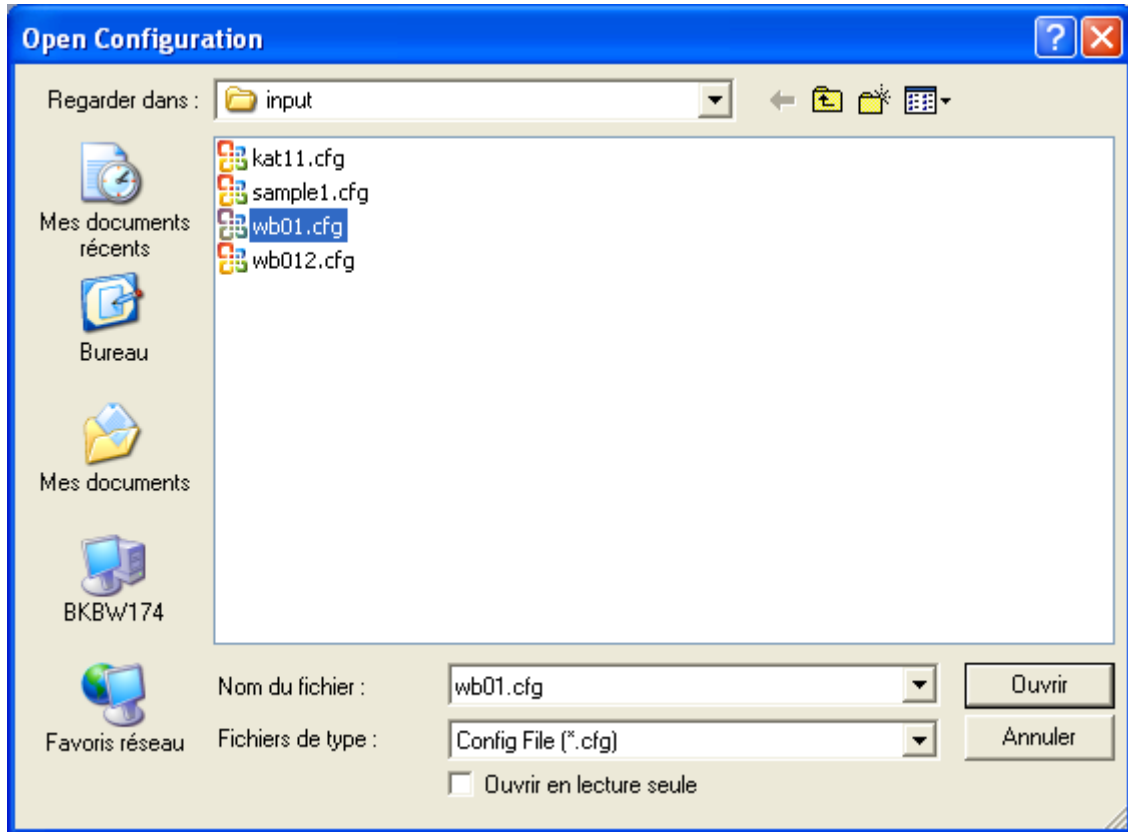 Open Configuration
Regarder dans :
input
kat11.cfg
sample1.cfg
wb01.cfg
wb012.cfg
Mes documents
récents
Bureau
Mes documents
BKBW174
Favoris réseau
Nom du fichier :
wb01.cfg
Ouvrir
Fichiers de type :
Config File (*.cfg)
Annuler
Ouvrir en lecture seule